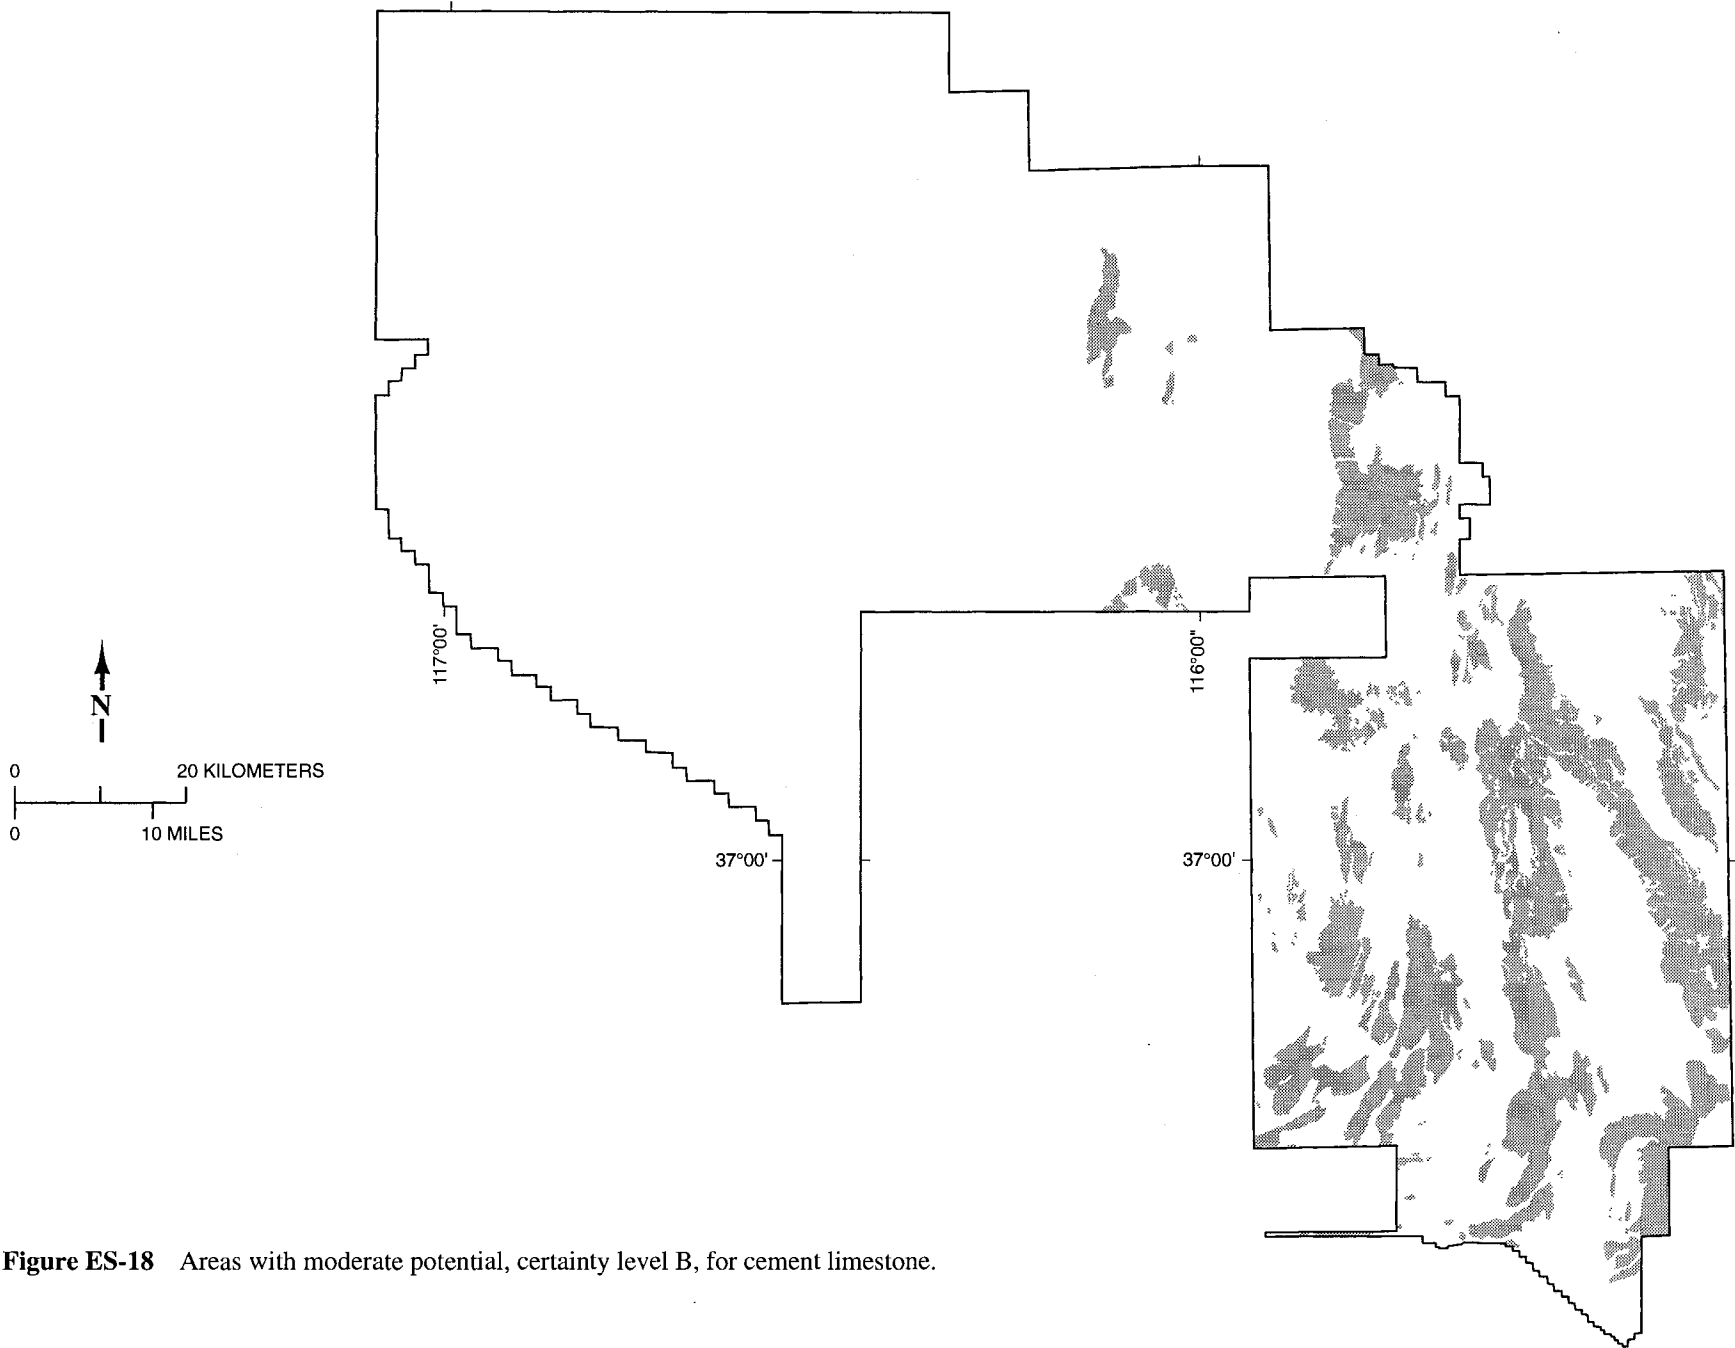 117°00'
116°00"
N
0 20 KILOMETERS
0 10 MILES
37°00'
37°00'
Figure ES-18 Areas with moderate potential, certainty level B, for cement limestone.